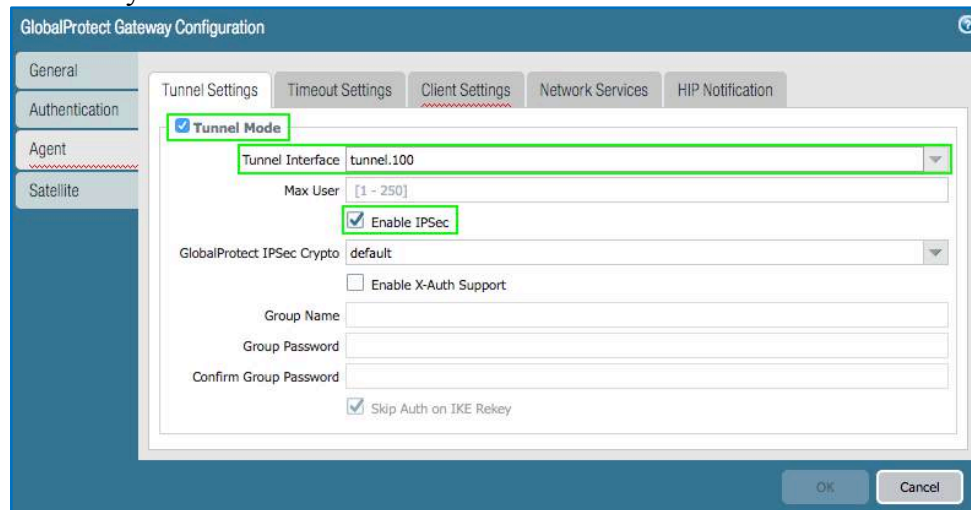 GlobalProtect Gateway Configuration
General
Authentication
Agent
Satellite
Tunnel Settings
Timeout Settings
Client Settings
Network Services
HIP Notification
Tunnel Mode
Tunnel Interface tunnel.100
Max User [1 - 250]
Enable IPSec
GlobalProtect IPSec Crypto default
Enable X-Auth Support
Group Name
Group Password
Confirm Group Password
Skip Auth on IKE Rekey
OK
Cancel